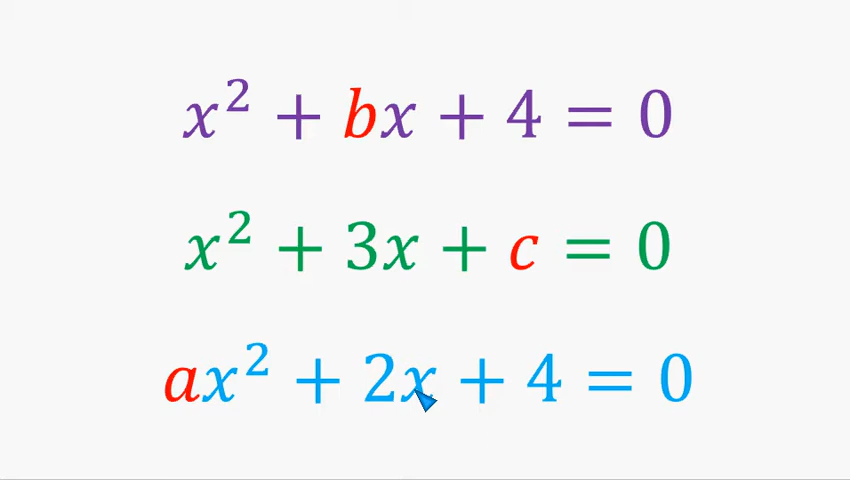 x² + bx + 4 = 0
x² + 3x + c = 0
ax² + 2x + 4 = 0